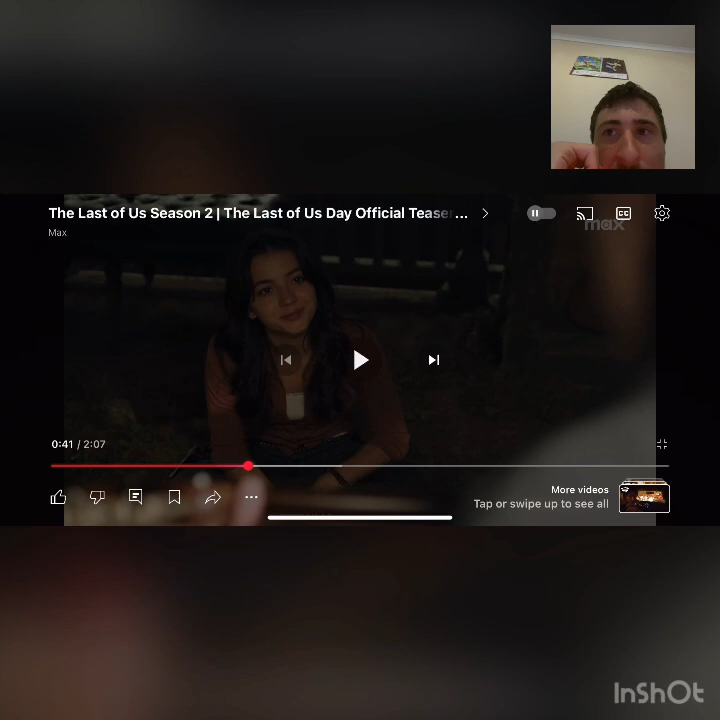 The Last of Us Season 2 | The Last of Us Day Official Teaser...
Max
CC
max
0:41 / 2:07
More videos
Tap or swipe up to see all
InShOt